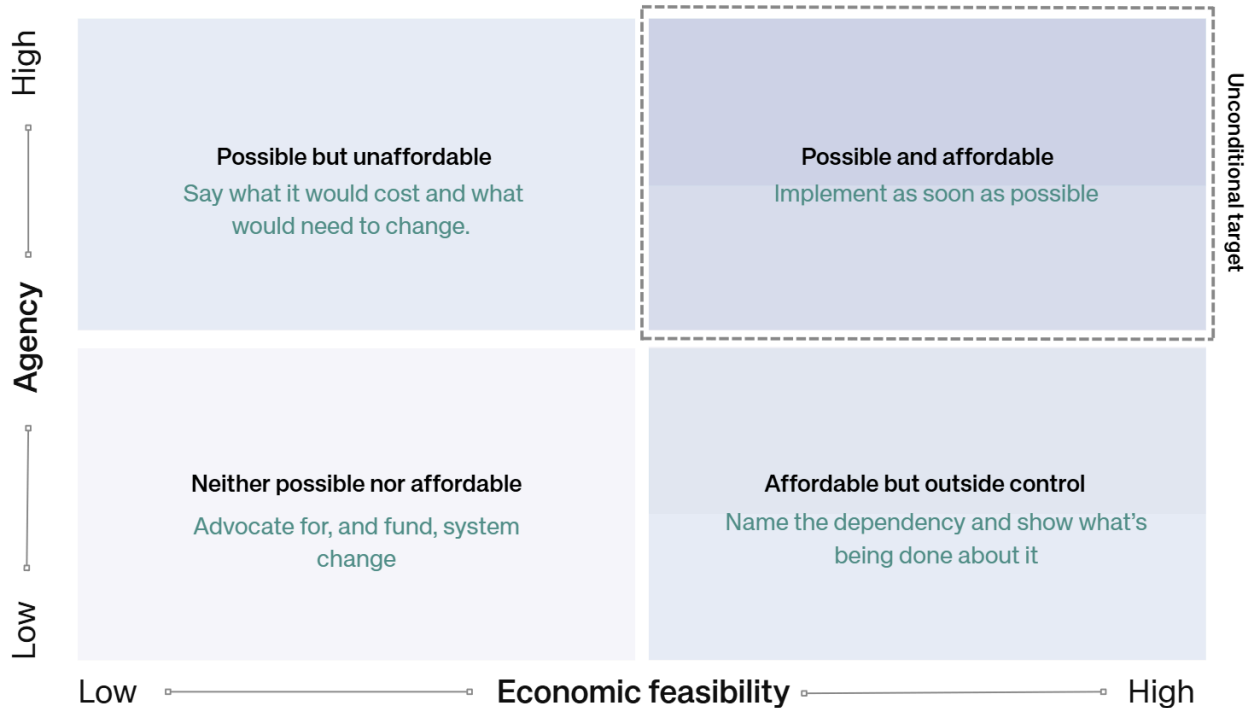 High
Agency
Low
Possible but unaffordable
Say what it would cost and what
would need to change.
Possible and affordable
Implement as soon as possible
Unconditional target
Neither possible nor affordable
Advocate for, and fund, system
change
Affordable but outside control
Name the dependency and show what’s
being done about it
Low
Economic feasibility
High